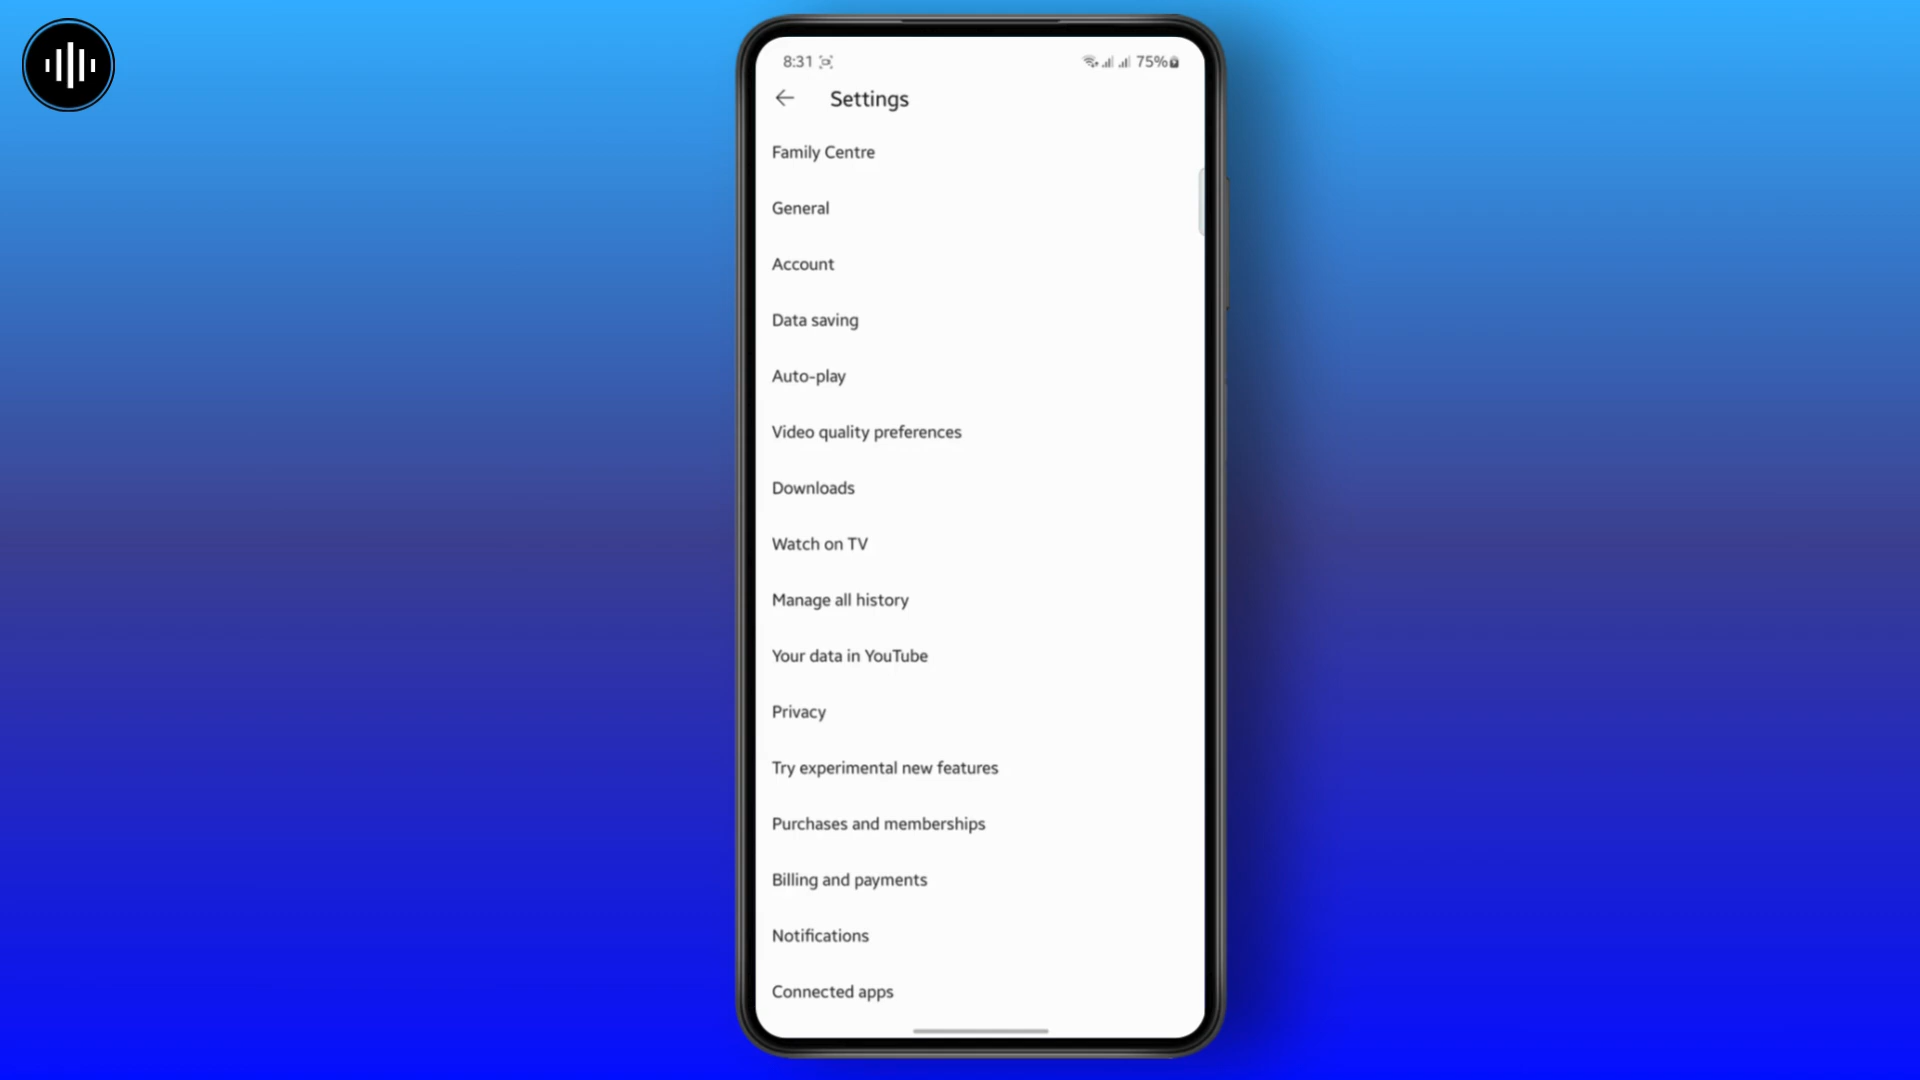 8:31 75%
Settings
Family Centre
General
Account
Data saving
Auto-play
Video quality preferences
Downloads
Watch on TV
Manage all history
Your data in YouTube
Privacy
Try experimental new features
Purchases and memberships
Billing and payments
Notifications
Connected apps